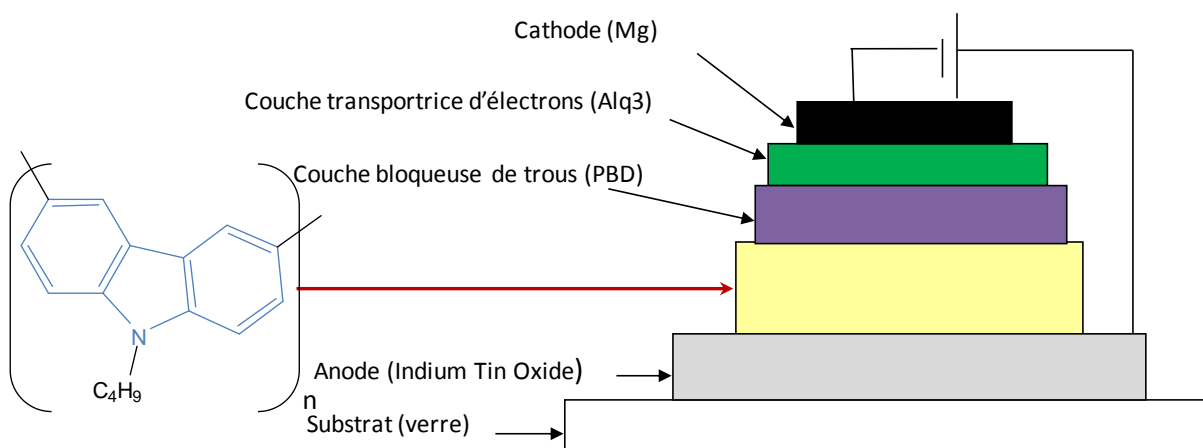 Cathode (Mg)
Couche transportrice d'électrons (Alq3)
Couche bloqueuse de trous (PBD)
N
C4H9
n
Anode (Indium Tin Oxide)
Substrat (verre)